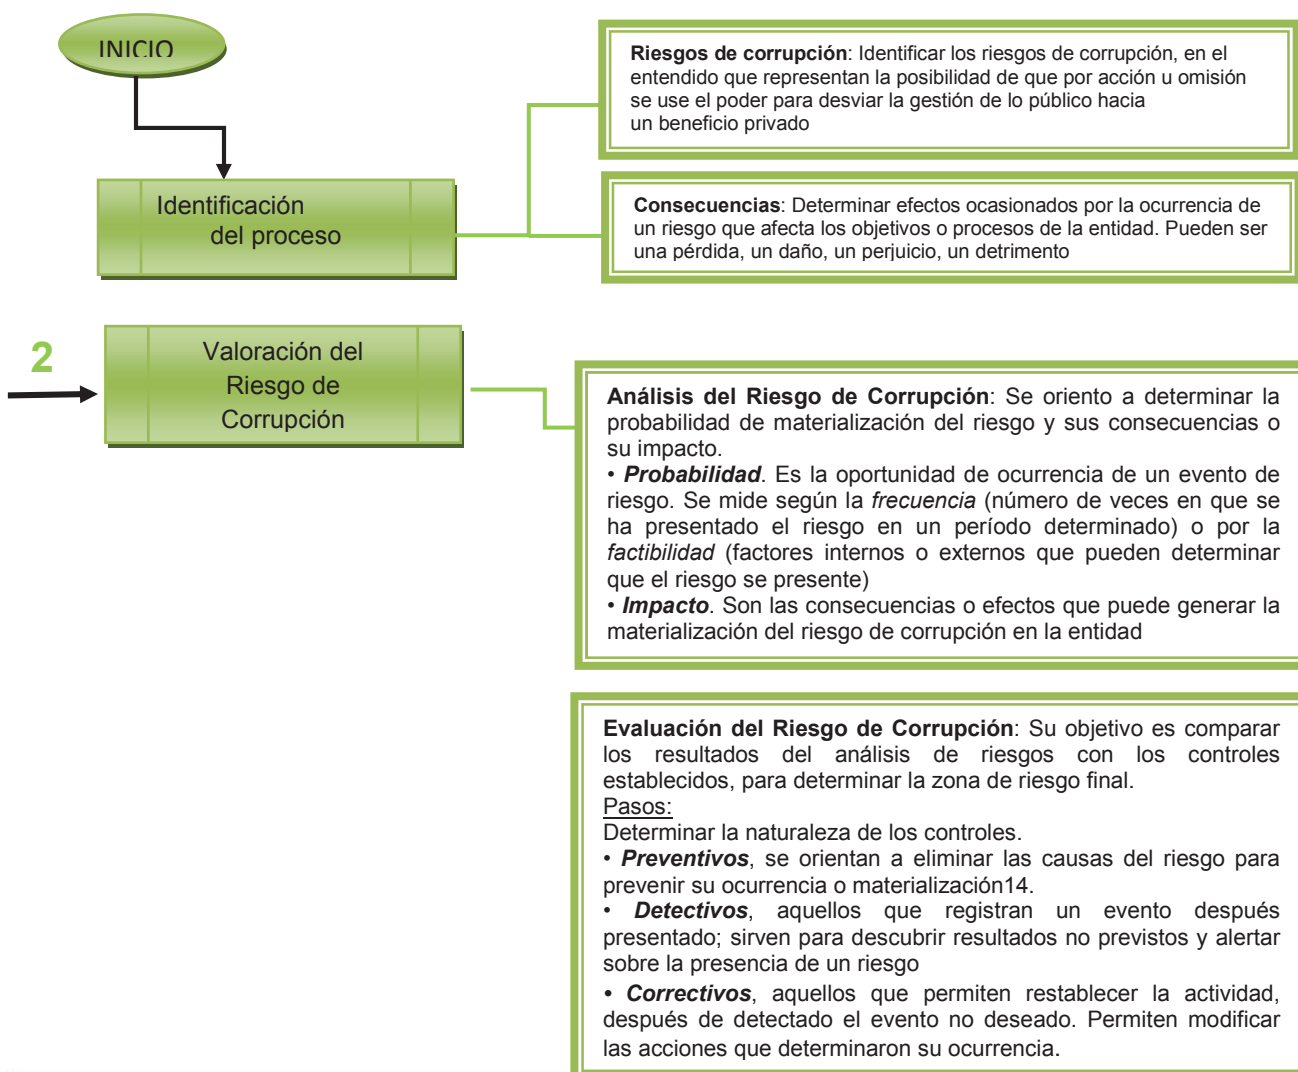 INICIO
Riesgos de corrupción: Identificar los riesgos de corrupción, en el
entendido que representan la posibilidad de que por acción u omisión
se use el poder para desviar la gestión de lo público hacia
un beneficio privado
Identificación
del proceso
Consecuencias: Determinar efectos ocasionados por la ocurrencia de
un riesgo que afecta los objetivos o procesos de la entidad. Pueden ser
una pérdida, un daño, un perjuicio, un detrimento
2
Valoración del
Riesgo de
Corrupción
Análisis del Riesgo de Corrupción: Se oriento a determinar la
probabilidad de materialización del riesgo y sus consecuencias o
su impacto.
• Probabilidad. Es la oportunidad de ocurrencia de un evento de
riesgo. Se mide según la frecuencia (número de veces en que se
ha presentado el riesgo en un período determinado) o por la
factibilidad (factores internos o externos que pueden determinar
que el riesgo se presente)
• Impacto. Son las consecuencias o efectos que puede generar la
materialización del riesgo de corrupción en la entidad
Evaluación del Riesgo de Corrupción: Su objetivo es comparar
los resultados del análisis de riesgos con los controles
establecidos, para determinar la zona de riesgo final.
Pasos:
Determinar la naturaleza de los controles.
• Preventivos, se orientan a eliminar las causas del riesgo para
prevenir su ocurrencia o materialización14.
• Detectivos, aquellos que registran un evento después
presentado; sirven para descubrir resultados no previstos y alertar
sobre la presencia de un riesgo
• Correctivos, aquellos que permiten restablecer la actividad,
después de detectado el evento no deseado. Permiten modificar
las acciones que determinaron su ocurrencia.